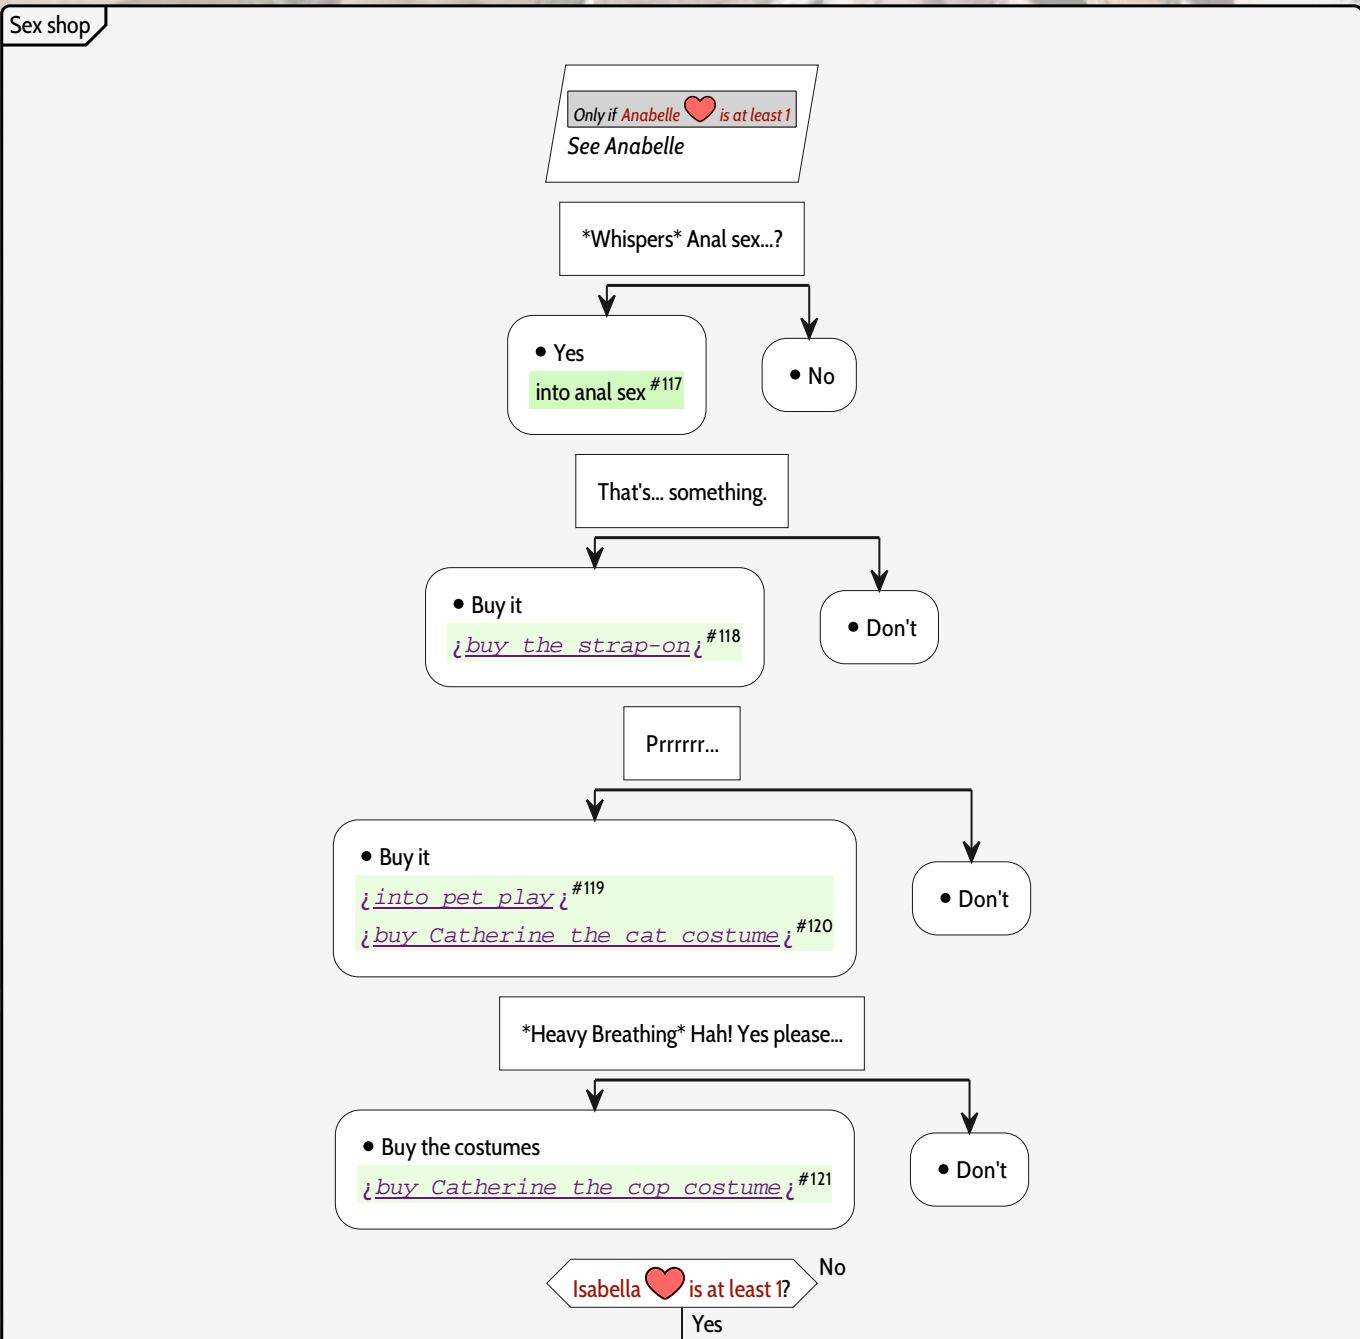 Sex shop
Only if Anabelle is at least 1
See Anabelle
*Whispers* Anal sex...?
• Yes
into anal sex #117
• No
That's... something.
• Buy it
¿buy the strap-on¿ #118
• Don't
Prrrrrr...
• Buy it
¿into pet play¿ #119
¿buy Catherine the cat costume¿ #120
• Don't
*Heavy Breathing* Hah! Yes please...
• Buy the costumes
¿buy Catherine the cop costume¿ #121
• Don't
Isabella is at least 1?
No
Yes